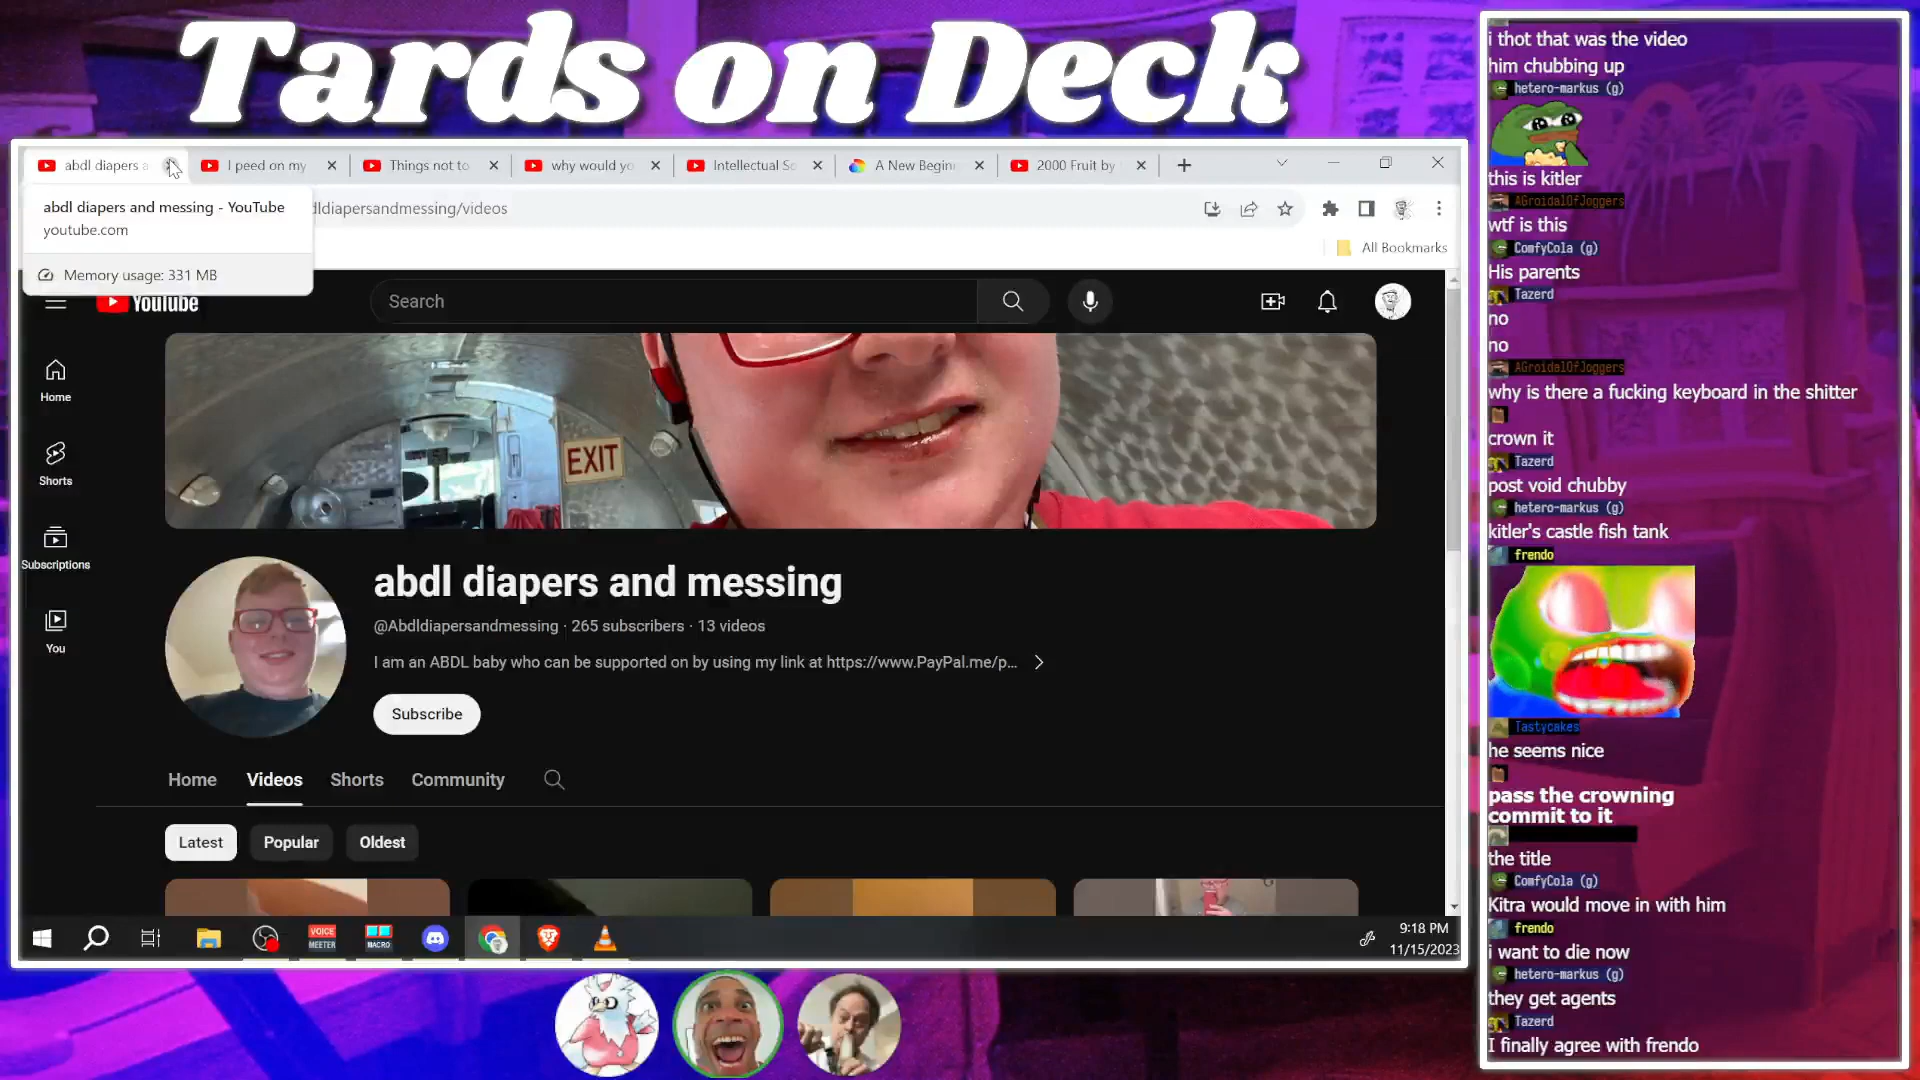 Tards on Deck
abdl diapers a
I peed on my
Things not to
why would yo
Intellectual So
A New Beginn
2000 Fruit by
abdl diapers and messing - YouTube
youtube.com
Memory usage: 331 MB
dldiapersandmessing/videos
All Bookmarks
YouTube
Search
Home
Shorts
Subscriptions
You
EXIT
abdl diapers and messing
@Abdldiapersandmessing · 265 subscribers · 13 videos
I am an ABDL baby who can be supported on by using my link at https://www.PayPal.me/p...
Subscribe
Home
Videos
Shorts
Community
Latest
Popular
Oldest
VOICE
MEETER
MACRO
9:18 PM
11/15/2023
i thot that was the video
him chubbing up
hetero-markus (g)
this is kitler
AGroidalOfJoggers
wtf is this
ComfyCola (g)
His parents
Tazerd
no
no
AGroidalOfJoggers
why is there a fucking keyboard in the shitter
crown it
Tazerd
post void chubby
hetero-markus (g)
kitler's castle fish tank
frendo
Tastycakes
he seems nice
pass the crowning
commit to it
the title
ComfyCola (g)
Kitra would move in with him
frendo
i want to die now
hetero-markus (g)
they get agents
Tazerd
I finally agree with frendo